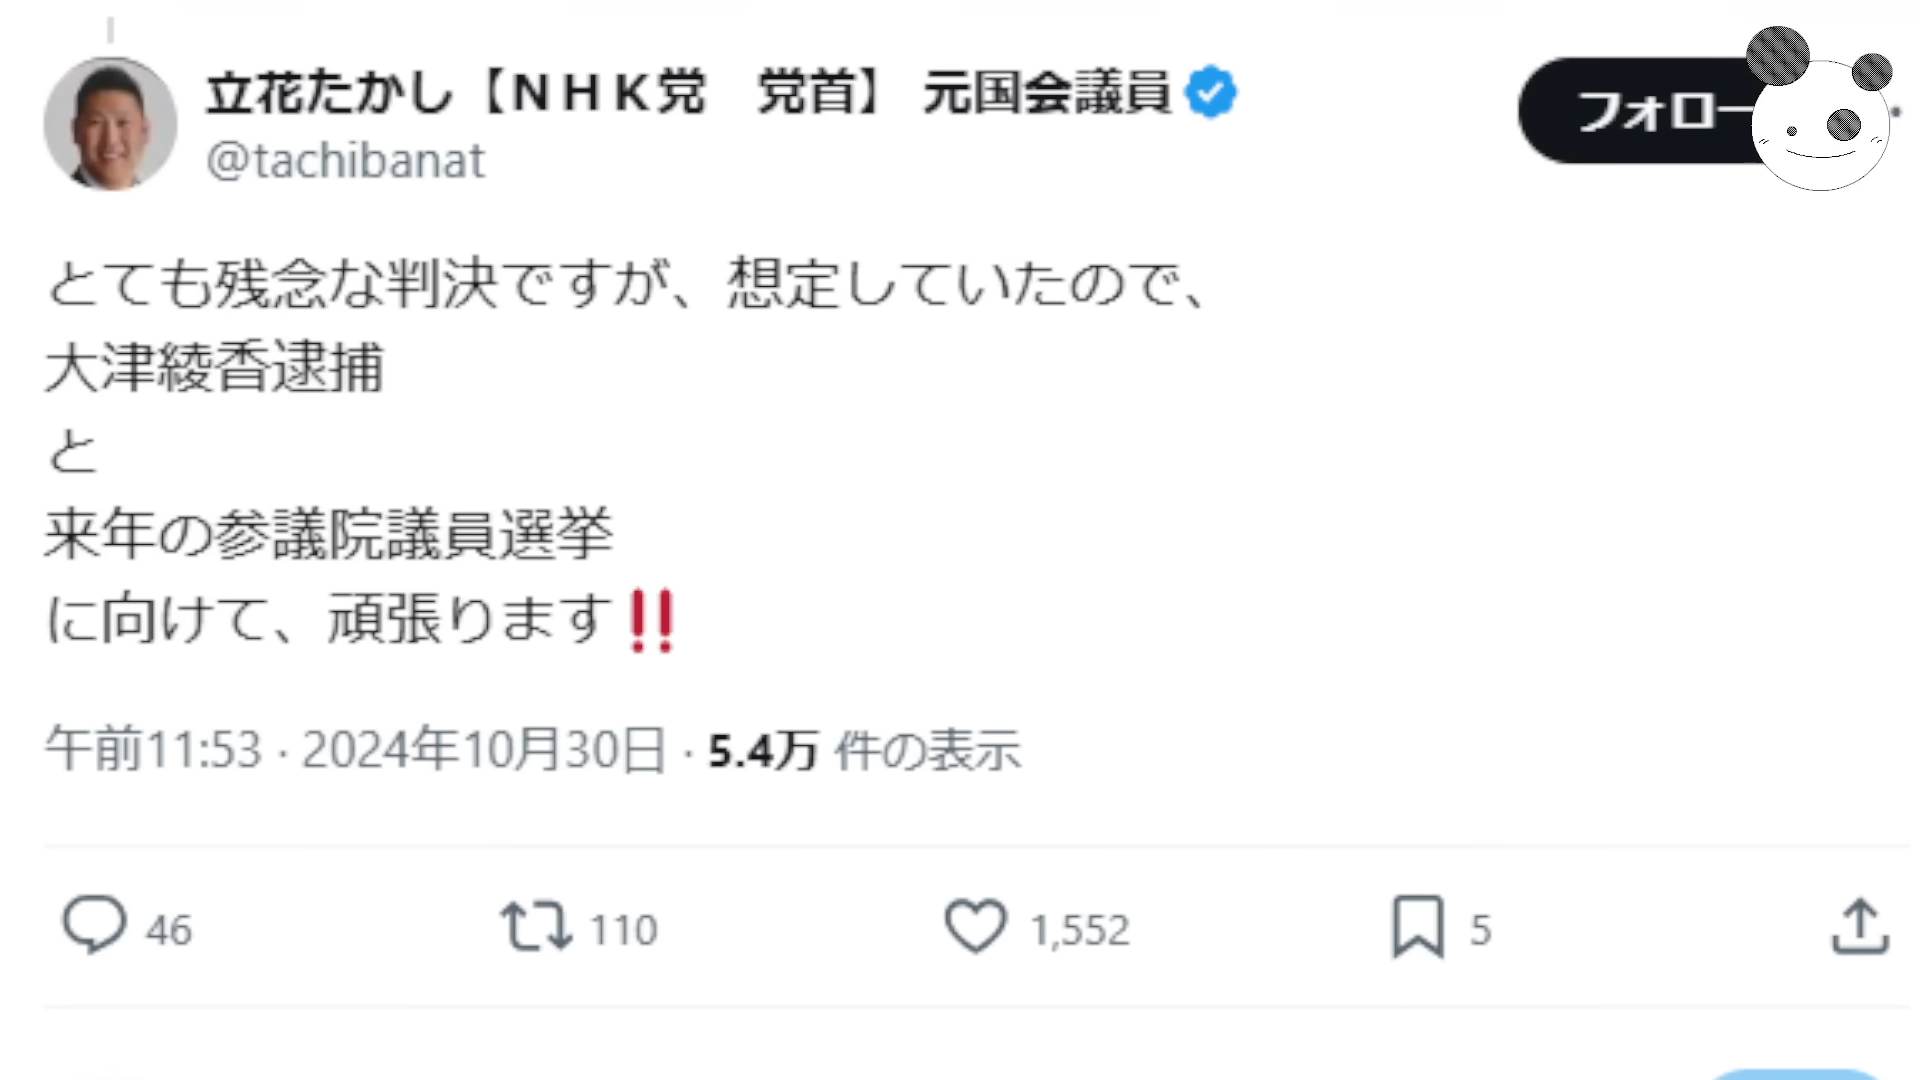 立花たかし【ＮＨＫ党　党首】 元国会議員
フォロー
@tachibanat
とても残念な判決ですが、想定していたので、
大津綾香逮捕
と
来年の参議院議員選挙
に向けて、頑張ります‼️
午前11:53 · 2024年10月30日 · 5.4万 件の表示
46 110 1,552 5